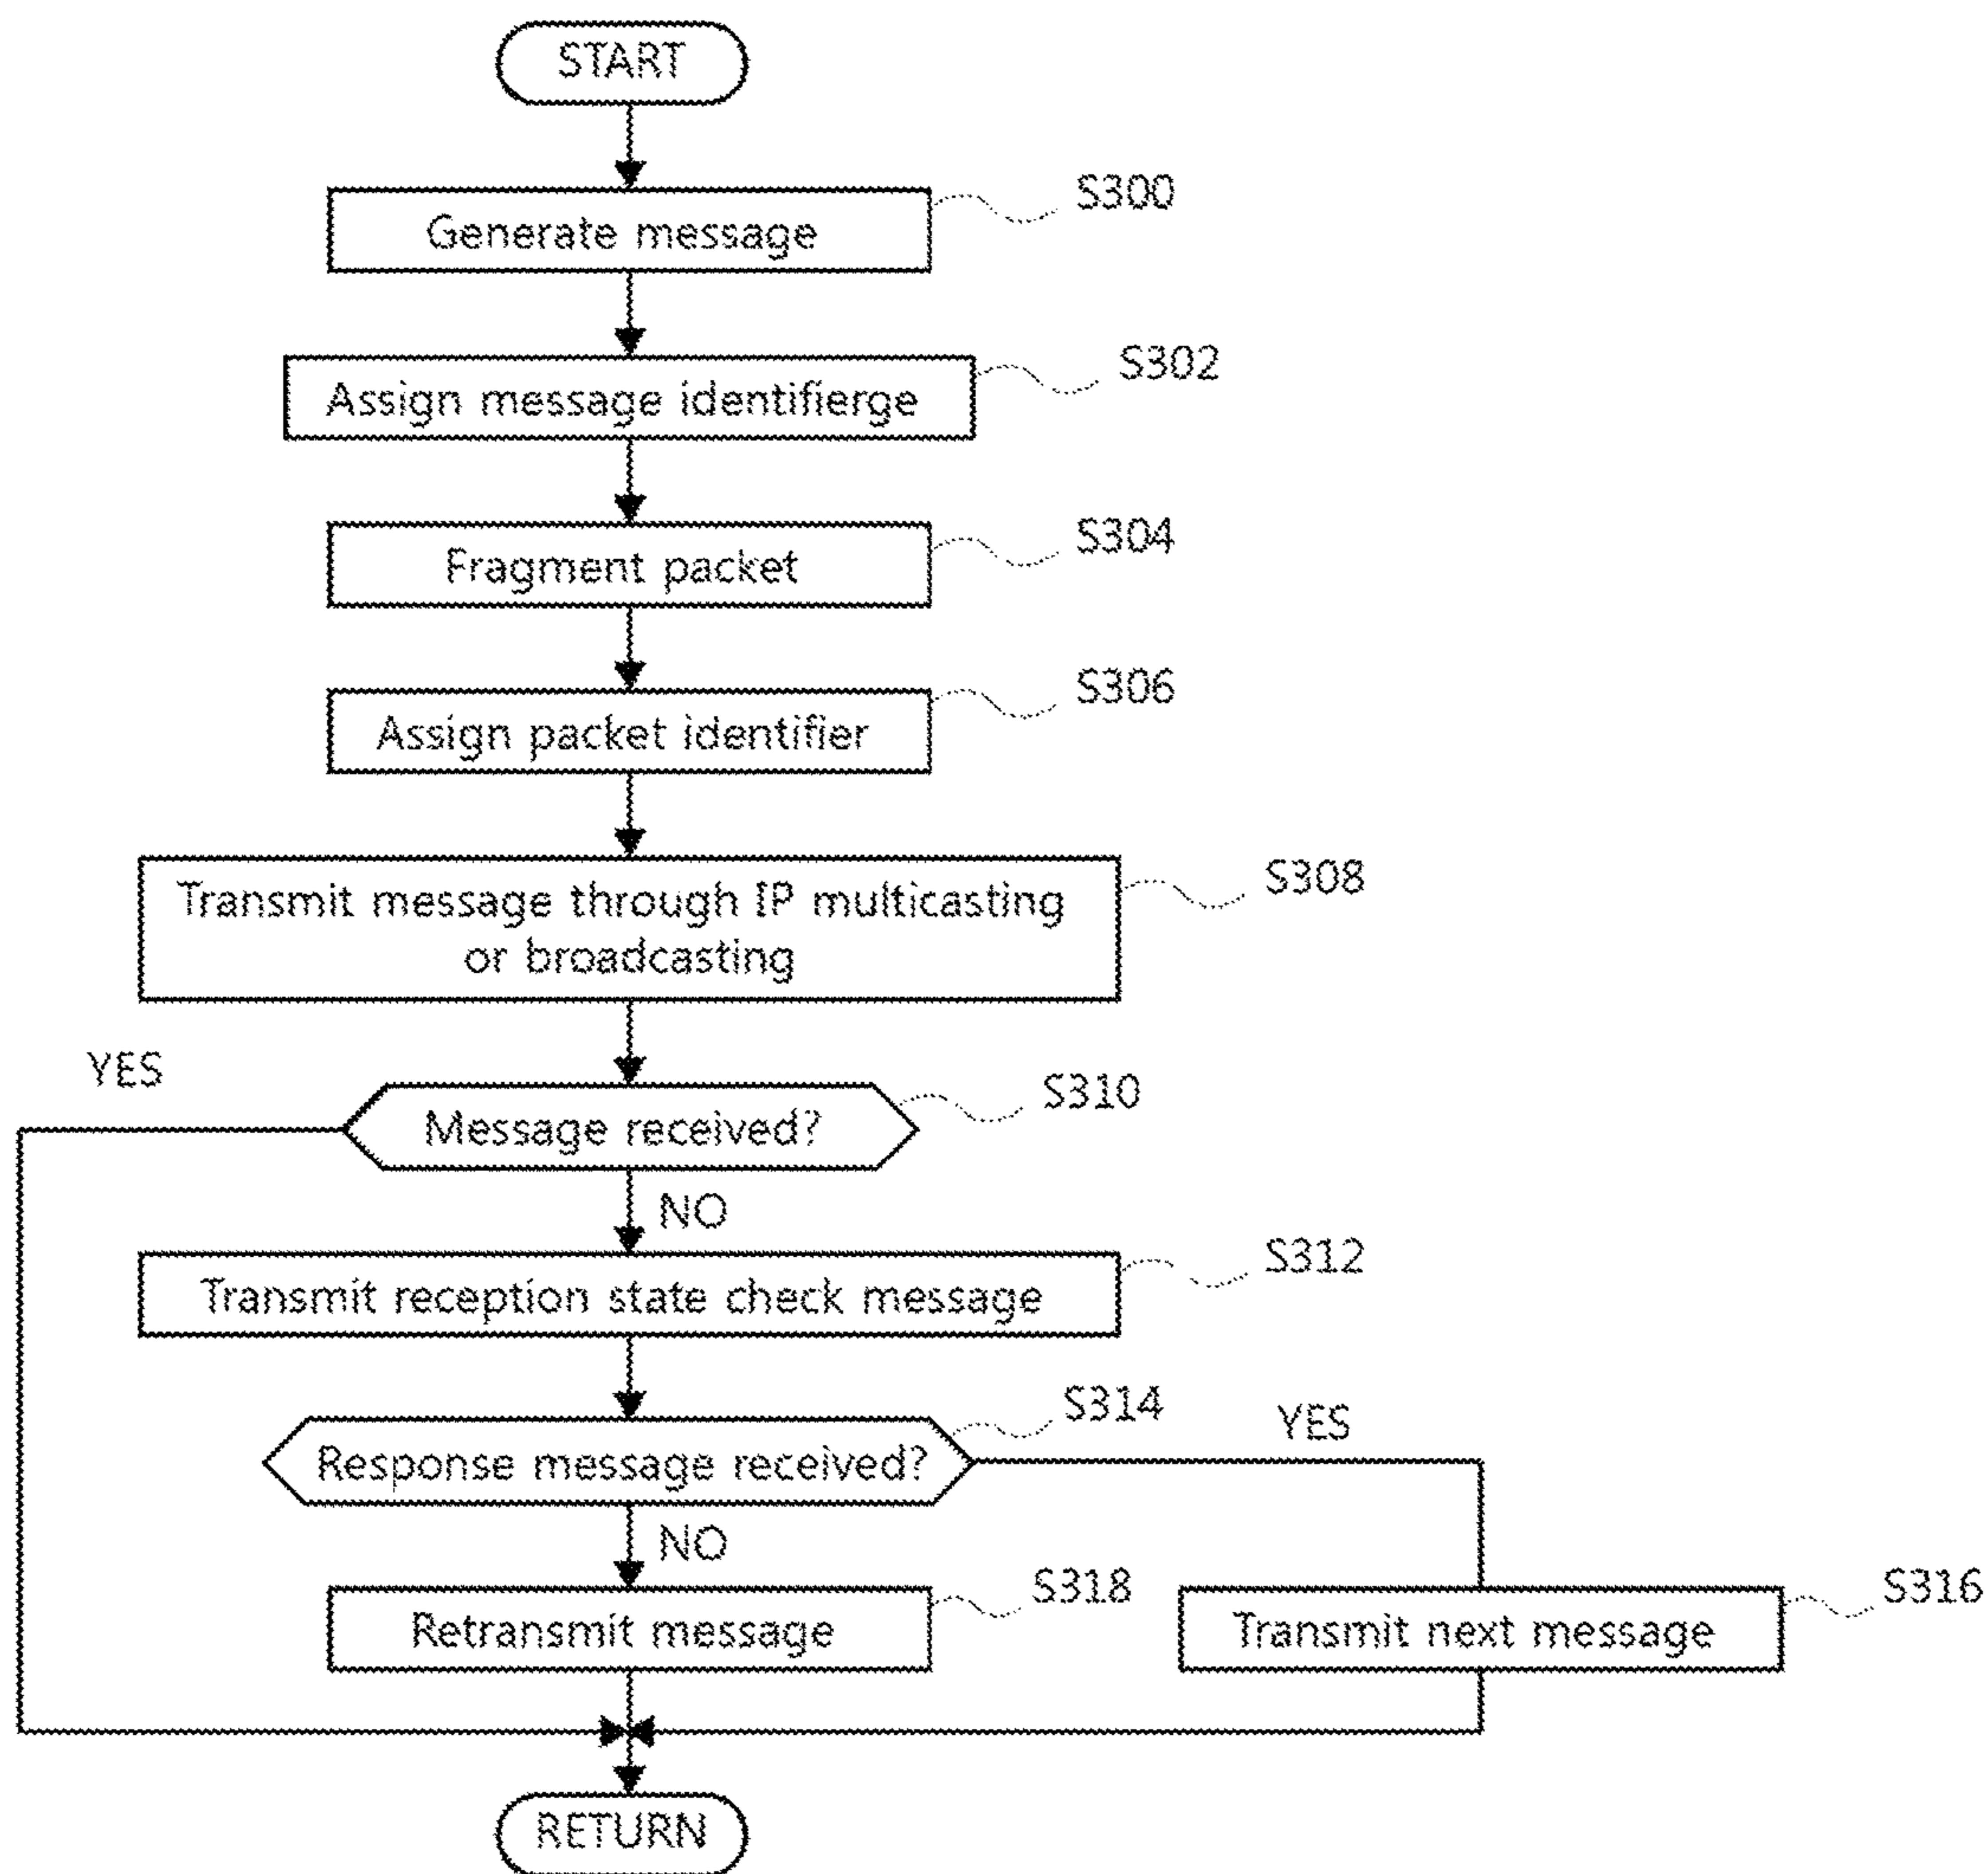 START
Generate message
S300
Assign message identifierge
S302
Fragment packet
S304
Assign packet identifier
S306
Transmit message through IP multicasting
or broadcasting
S308
YES
Message received?
S310
NO
Transmit reception state check message
S312
Response message received?
S314
YES
NO
Retransmit message
S318
Transmit next message
S316
RETURN